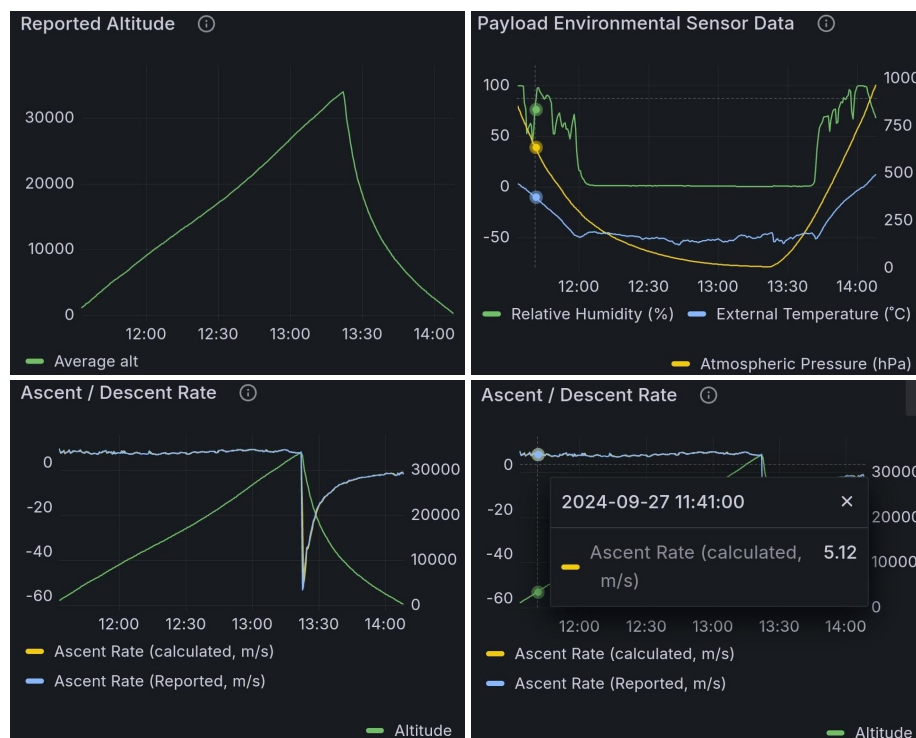 Reported Altitude
30000
20000
10000
0
12:00 12:30 13:00 13:30 14:00
Average alt
Payload Environmental Sensor Data
100
50
0
-50
1000
750
500
250
0
12:00 12:30 13:00 13:30 14:00
Relative Humidity (%) External Temperature (˚C)
Atmospheric Pressure (hPa)
Ascent / Descent Rate
0
-20
-40
-60
30000
20000
10000
0
12:00 12:30 13:00 13:30 14:00
Ascent Rate (calculated, m/s)
Ascent Rate (Reported, m/s)
Altitude
Ascent / Descent Rate
0
-20
-40
-60
30000
20000
10000
0
2024-09-27 11:41:00
Ascent Rate (calculated, 5.12
m/s)
12:00 12:30 13:00 13:30 14:00
Ascent Rate (calculated, m/s)
Ascent Rate (Reported, m/s)
Altitude